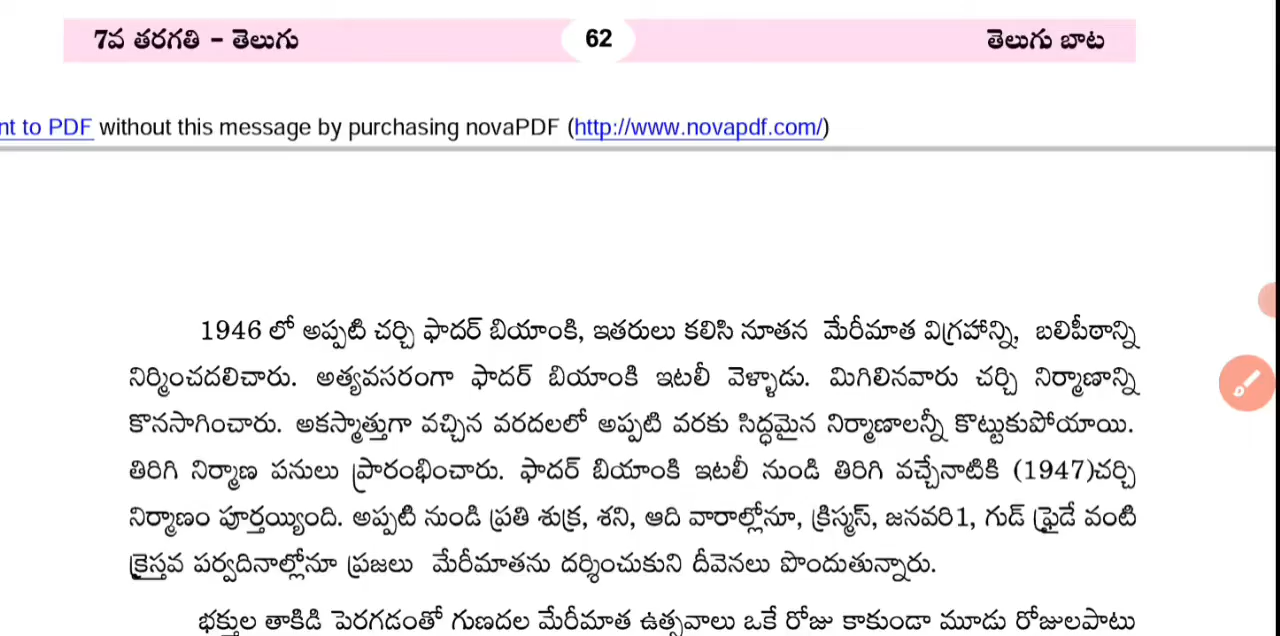 7వ తరగతి – తెలుగు 62 తెలుగు బాట
nt to PDF without this message by purchasing novaPDF (http://www.novapdf.com/)
1946 లో అప్పటి చర్చి ఫాదర్ బియాంకి, ఇతరులు కలిసి నూతన మేరీమాత విగ్రహాన్ని, బలిపీఠాన్ని
నిర్మించదలిచారు. అత్యవసరంగా ఫాదర్ బియాంకి ఇటలీ వెళ్ళాడు. మిగిలినవారు చర్చి నిర్మాణాన్ని
కొనసాగించారు. అకస్మాత్తుగా వచ్చిన వరదలలో అప్పటి వరకు సిద్ధమైన నిర్మాణాలన్నీ కొట్టుకుపోయాయి.
తిరిగి నిర్మాణ పనులు ప్రారంభించారు. ఫాదర్ బియాంకి ఇటలీ నుండి తిరిగి వచ్చేనాటికి (1947)చర్చి
నిర్మాణం పూర్తయ్యింది. అప్పటి నుండి ప్రతి శుక్ర, శని, ఆది వారాల్లోనూ, క్రిస్మస్, జనవరి1, గుడ్ ఫ్రైడే వంటి
క్రైస్తవ పర్వదినాల్లోనూ ప్రజలు మేరీమాతను దర్శించుకుని దీవెనలు పొందుతున్నారు.
భక్తుల తాకిడి పెరగడంతో గుణదల మేరీమాత ఉత్సవాలు ఒకే రోజు కాకుండా మూడు రోజులపాటు